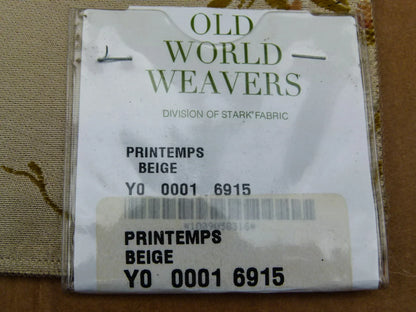 OLD
WORLD
WEAVERS
DIVISION OF STARK FABRIC
PRINTEMPS
BEIGE
Y0 0001 6915
PRINTEMPS
BEIGE
Y0 0001 6915